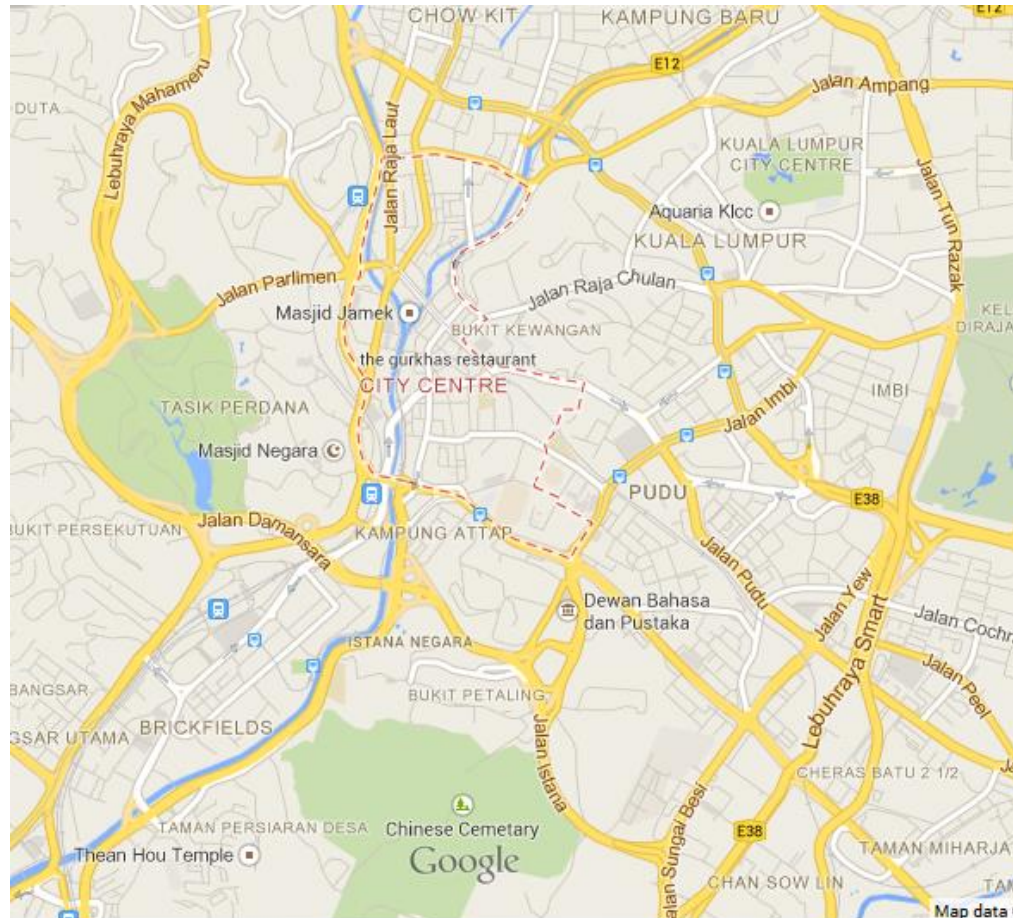 CHOW KIT
KAMPUNG BARU
E12
DUTA
Lebuhraya Mahameru
E12
Jalan Ampang
Jalan Raja Laut
KUALA LUMPUR
CITY CENTRE
Jalan Tun Razak
Aquaria Klcc
KUALA LUMPUR
Jalan Parlimen
Jalan Raja Chulan
Masjid Jamek
BUKIT KEWANGAN
KEL
DIRAJA
the gurkhas restaurant
CITY CENTRE
IMBI
TASIK PERDANA
Jalan Imbi
Masjid Negara
PUDU
E38
BUKIT PERSEKUTUAN
Jalan Damansara
KAMPUNG ATTAP
Jalan Pudu
Jalan Yew
Dewan Bahasa
dan Pustaka
Jalan Cochr
ISTANA NEGARA
Lebuhraya Smart
Jalan Peel
BANGSAR
BUKIT PETALING
GSAR UTAMA
BRICKFIELDS
Jalan Istana
CHERAS BATU 2 1/2
Jalan Sungai Besi
Chinese Cemetary
TAMAN PERSIARAN DESA
E38
Thean Hou Temple
Google
TAMAN MIHARJA
CHAN SOW LIN
TAM
Map data